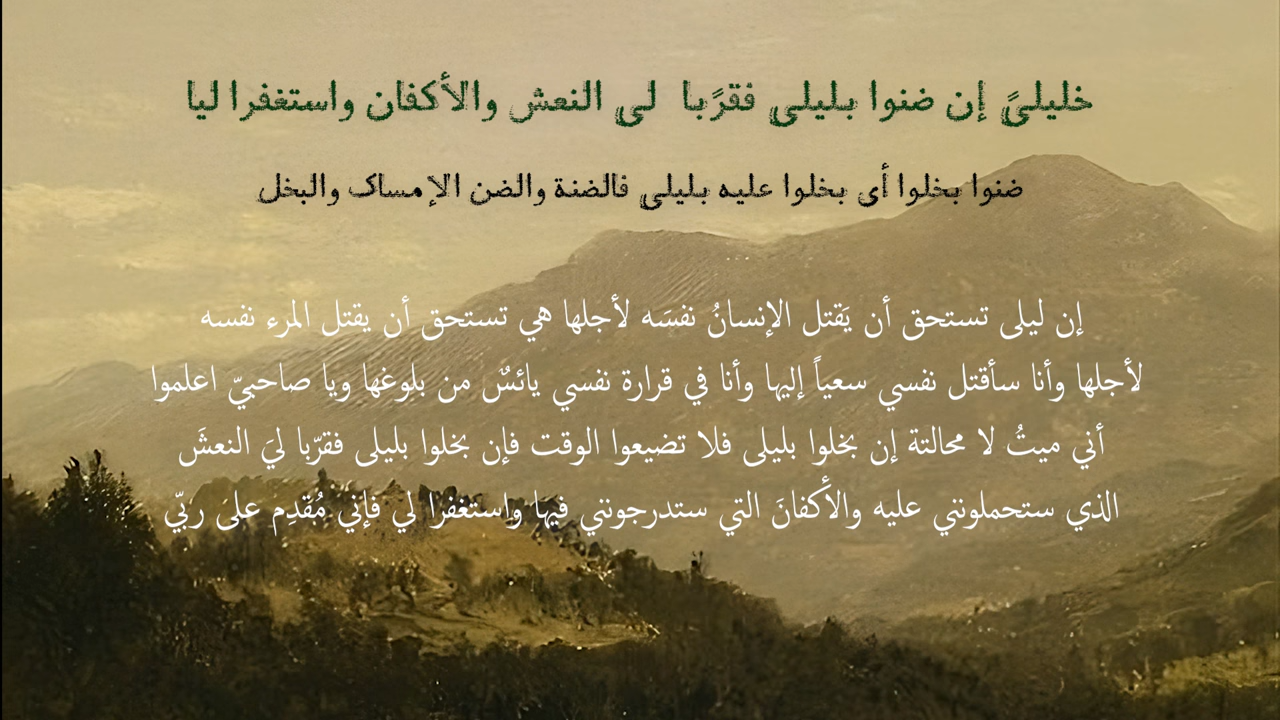 خليليً إن ضنوا بليلى فقرًبا لى النعش والأكفان واستغفرا ليا
ضنوا بخلوا أى بخلوا عليه بليلى فالضنة والضن الإمساك والبخل
إن ليلى تستحق أن يَقتل الإنسانُ نفسَه لأجلها هي تستحق أن يقتل المرء نفسه
لأجلها وأنا سأقتل نفسي سعياً إليها وأنا في قرارة نفسي يائسٌ من بلوغها ويا صاحبيّ اعلموا
أني ميتُ لا محالتة إن بخلوا بليلى فلا تضيعوا الوقت فإن بخلوا بليلى فقرّبا ليَ النعشَ
الذي ستحملونني عليه والأكفانَ التي ستدرجونني فيها واستغفرا لي فإني مُقدِم على ربّي